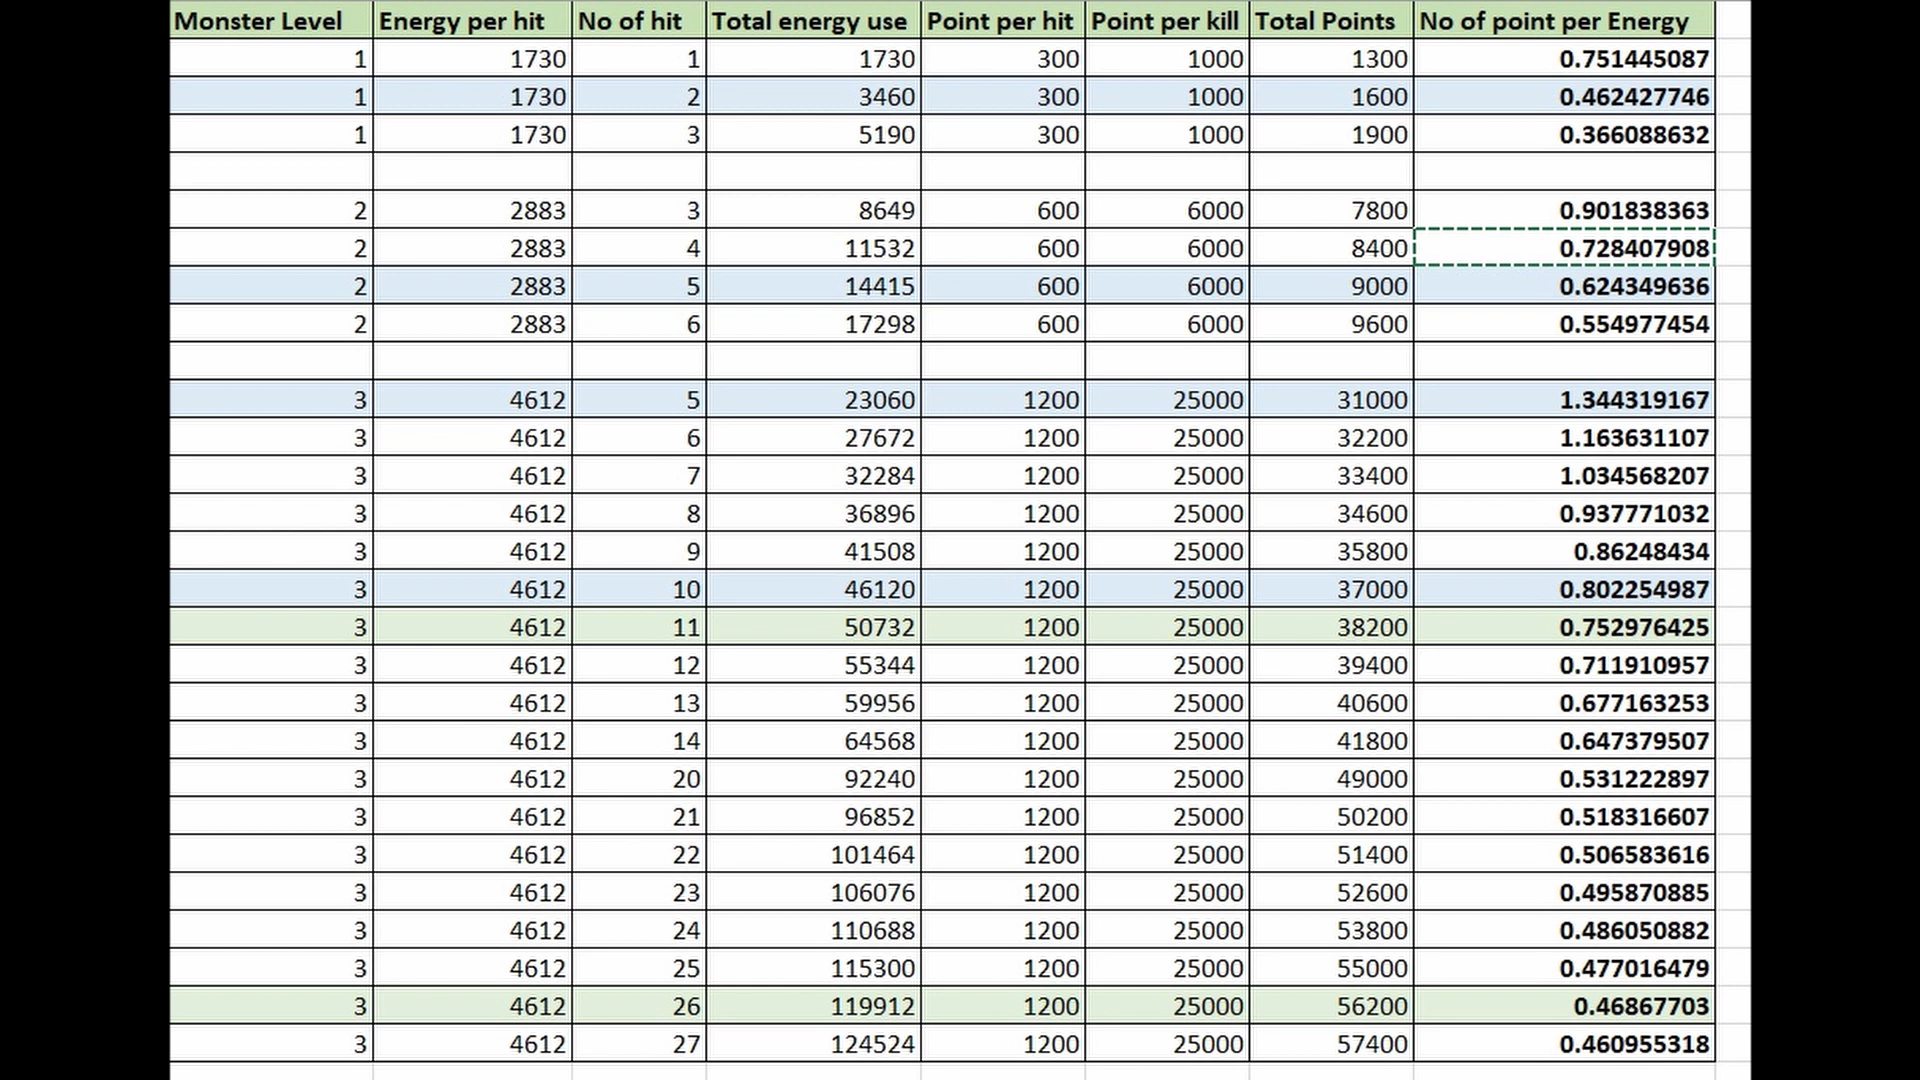 Monster Level Energy per hit No of hit Total energy use Point per hit Point per kill Total Points No of point per Energy
1 1730 1 1730 300 1000 1300 0.751445087
1 1730 2 3460 300 1000 1600 0.462427746
1 1730 3 5190 300 1000 1900 0.366088632
2 2883 3 8649 600 6000 7800 0.901838363
2 2883 4 11532 600 6000 8400 0.728407908
2 2883 5 14415 600 6000 9000 0.624349636
2 2883 6 17298 600 6000 9600 0.554977454
3 4612 5 23060 1200 25000 31000 1.344319167
3 4612 6 27672 1200 25000 32200 1.163631107
3 4612 7 32284 1200 25000 33400 1.034568207
3 4612 8 36896 1200 25000 34600 0.937771032
3 4612 9 41508 1200 25000 35800 0.86248434
3 4612 10 46120 1200 25000 37000 0.802254987
3 4612 11 50732 1200 25000 38200 0.752976425
3 4612 12 55344 1200 25000 39400 0.711910957
3 4612 13 59956 1200 25000 40600 0.677163253
3 4612 14 64568 1200 25000 41800 0.647379507
3 4612 20 92240 1200 25000 49000 0.531222897
3 4612 21 96852 1200 25000 50200 0.518316607
3 4612 22 101464 1200 25000 51400 0.506583616
3 4612 23 106076 1200 25000 52600 0.495870885
3 4612 24 110688 1200 25000 53800 0.486050882
3 4612 25 115300 1200 25000 55000 0.477016479
3 4612 26 119912 1200 25000 56200 0.46867703
3 4612 27 124524 1200 25000 57400 0.460955318